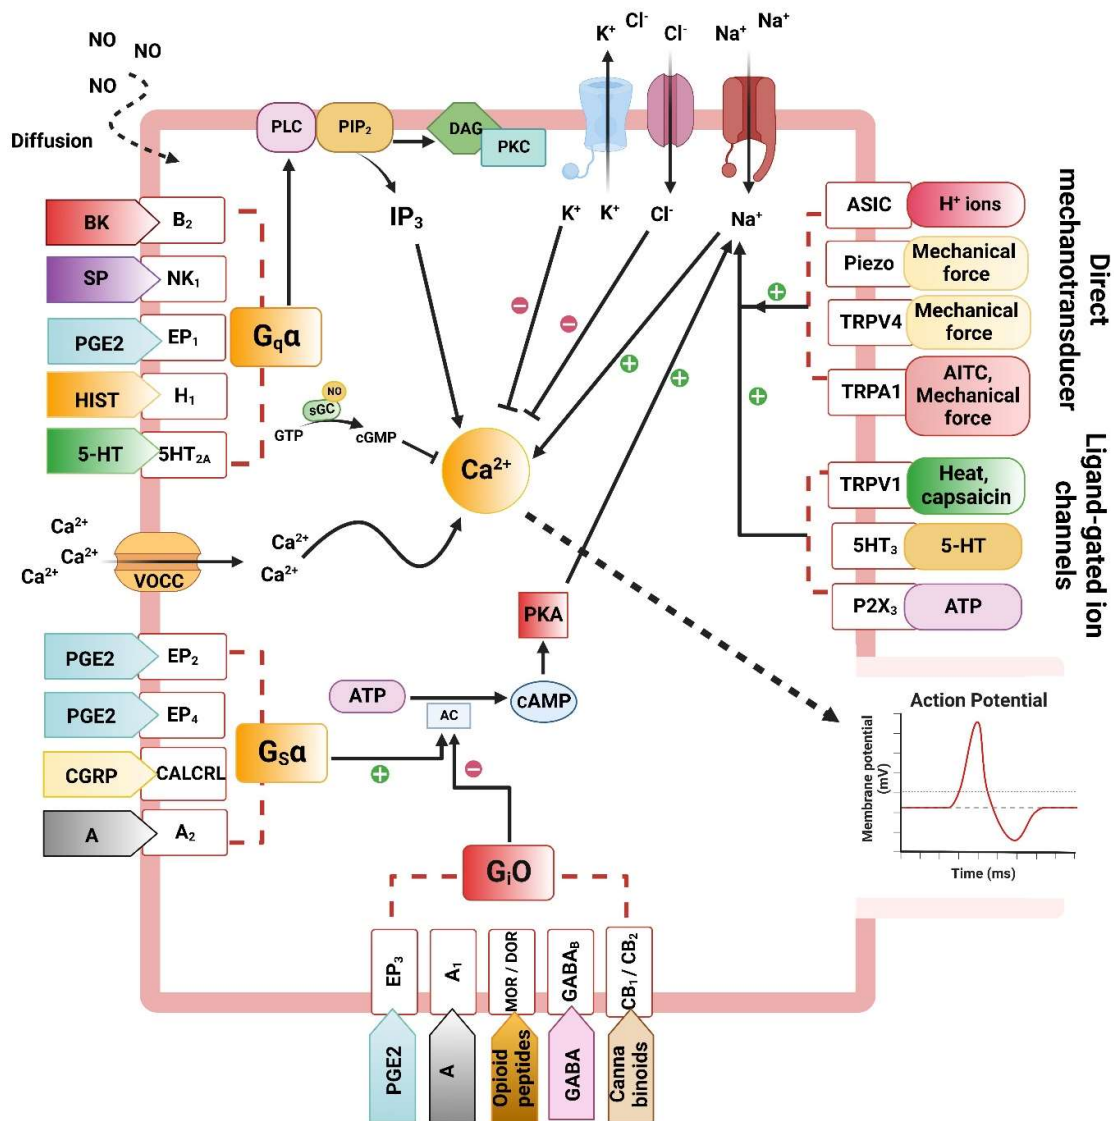 NO
NO
NO
Diffusion
K⁺
Cl⁻
Cl⁻
Na⁺
Na⁺
PLC
PIP₂
DAG
PKC
IP₃
K⁺
K⁺
Cl⁻
Na⁺
BK
B₂
SP
NK₁
PGE2
EP₁
HIST
H₁
5-HT
5HT₂A
Gqα
GTP
sGC
NO
cGMP
Ca²⁺
Ca²⁺
Ca²⁺
Ca²⁺
VOCC
Ca²⁺
Ca²⁺
ASIC
H⁺ ions
Piezo
Mechanical
force
TRPV4
Mechanical
force
TRPA1
AITC,
Mechanical
force
Direct
mechanotransducer
TRPV1
Heat,
capsaicin
5HT₃
5-HT
P2X₃
ATP
Ligand-gated ion
channels
PGE2
EP₂
PGE2
EP₄
CGRP
CALCRL
A
A₂
GSα
ATP
AC
cAMP
PKA
GiO
EP₃
A₁
MOR / DOR
GABAB
CB₁ / CB₂
PGE2
A
Opioid
peptides
GABA
Canna
binoids
Action Potential
Membrane potential
(mV)
Time (ms)